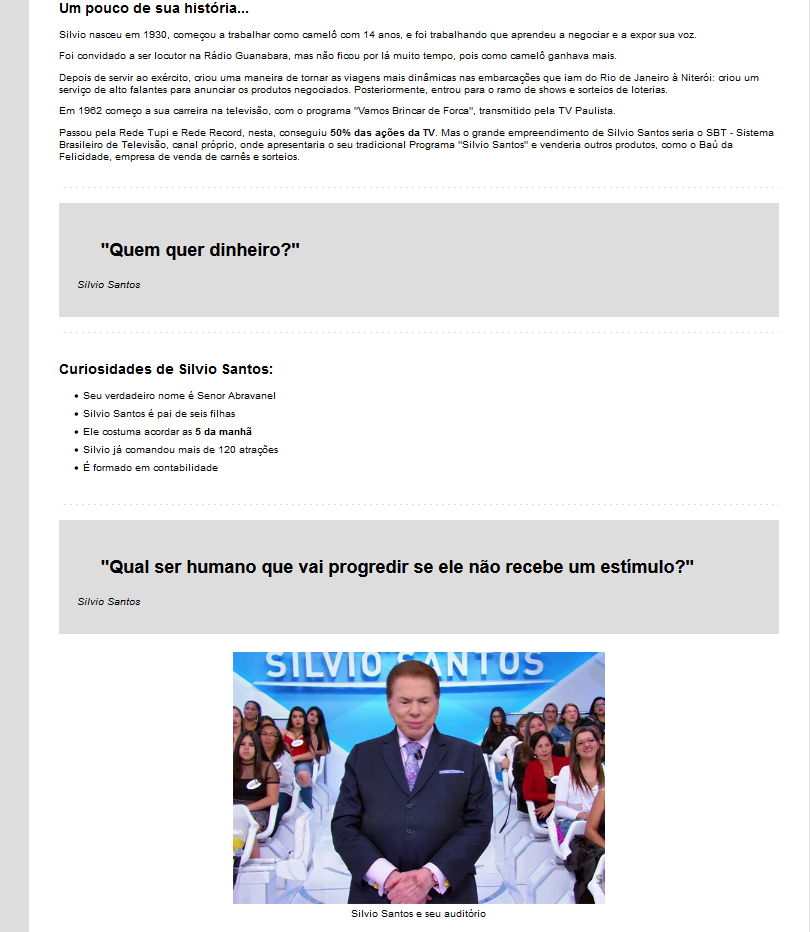 Um pouco de sua história...
Silvio nasceu em 1930, começou a trabalhar como camelô com 14 anos, e foi trabalhando que aprendeu a negociar e a expor sua voz.
Foi convidado a ser locutor na Rádio Guanabara, mas não ficou por lá muito tempo, pois como camelô ganhava mais.
Depois de servir ao exército, criou uma maneira de tornar as viagens mais dinâmicas nas embarcações que iam do Rio de Janeiro à Niterói: criou um
serviço de alto falantes para anunciar os produtos negociados. Posteriormente, entrou para o ramo de shows e sorteios de loterias.
Em 1962 começo a sua carreira na televisão, com o programa "Vamos Brincar de Forca", transmitido pela TV Paulista.
Passou pela Rede Tupi e Rede Record, nesta, conseguiu 50% das ações da TV. Mas o grande empreendimento de Silvio Santos seria o SBT - Sistema
Brasileiro de Televisão, canal próprio, onde apresentaria o seu tradicional Programa "Silvio Santos" e venderia outros produtos, como o Baú da
Felicidade, empresa de venda de carnês e sorteios.
"Quem quer dinheiro?"
Silvio Santos
Curiosidades de Silvio Santos:
• Seu verdadeiro nome é Senor Abravanel
• Silvio Santos é pai de seis filhas
• Ele costuma acordar as 5 da manhã
• Silvio já comandou mais de 120 atrações
• É formado em contabilidade
"Qual ser humano que vai progredir se ele não recebe um estímulo?"
Silvio Santos
SILVIO SANTOS
Silvio Santos e seu auditório